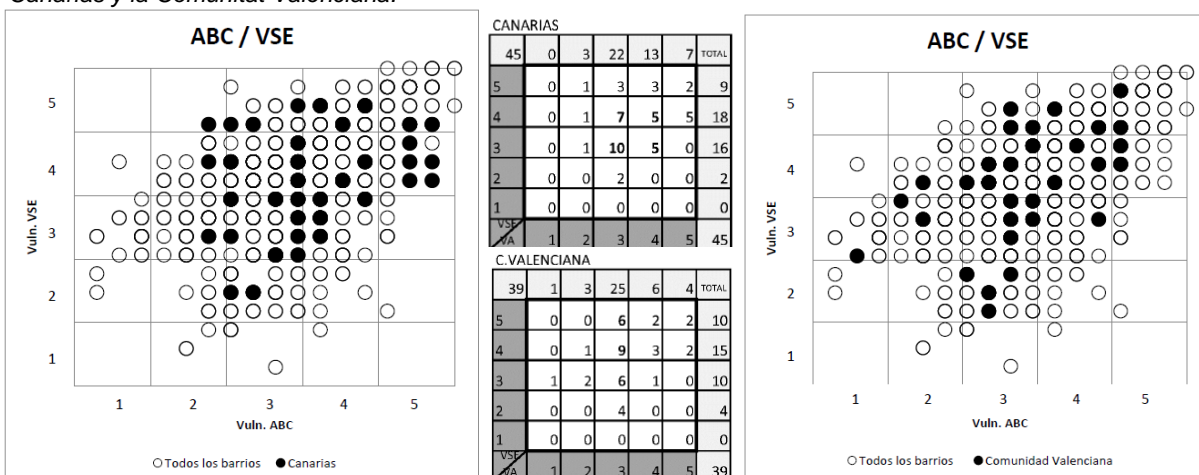 Canarias y la Comunitat Valenciana.
ABC / VSE
5
4
3
2
1
Vuln. VSE
1 2 3 4 5
Vuln. ABC
Todos los barrios Canarias
CANARIAS
45 0 3 22 13 7 TOTAL
5 0 1 3 3 2 9
4 0 1 7 5 5 18
3 0 1 10 5 0 16
2 0 0 2 0 0 2
1 0 0 0 0 0 0
VSE
VA 1 2 3 4 5 45
C.VALENCIANA
39 1 3 25 6 4 TOTAL
5 0 0 6 2 2 10
4 0 1 9 3 2 15
3 1 2 6 1 0 10
2 0 0 4 0 0 4
1 0 0 0 0 0 0
VSE
VA 1 2 3 4 5 39
ABC / VSE
5
4
3
2
1
Vuln. VSE
1 2 3 4 5
Vuln. ABC
Todos los barrios Comunidad Valenciana